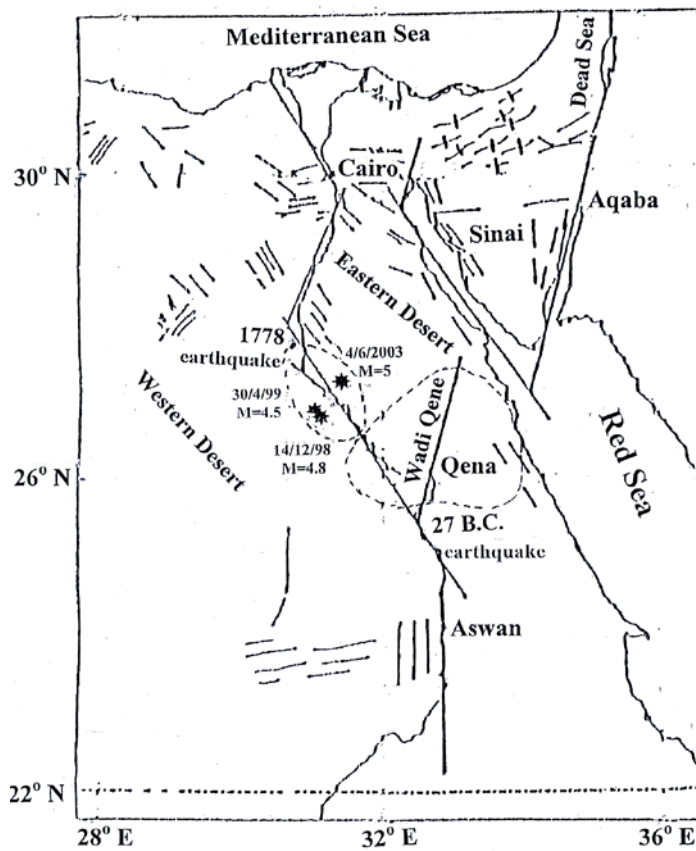 Mediterranean Sea
Dead Sea
30° N
Cairo
Aqaba
Sinai
Eastern Desert
1778
earthquake
4/6/2003
M=5
30/4/99
M=4.5
Western Desert
14/12/98
M=4.8
Wadi Qene
Qena
Red Sea
26° N
27 B.C.
earthquake
Aswan
22° N
28° E
32° E
36° E